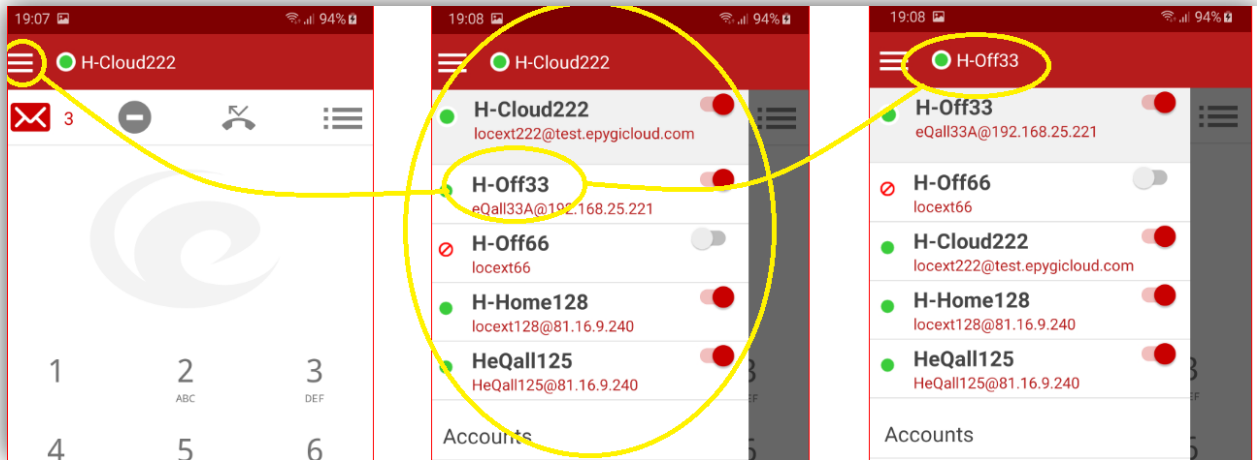 19:07 94%
H-Cloud222
3
1 2 3
ABC DEF
4 5 6
19:08 94%
H-Cloud222
H-Cloud222
locext222@test.epygicloud.com
H-Off33
eQall33A@192.168.25.221
H-Off66
locext66
H-Home128
locext128@81.16.9.240
HeQall125
HeQall125@81.16.9.240
Accounts
19:08 94%
H-Off33
H-Off33
eQall33A@192.168.25.221
H-Off66
locext66
H-Cloud222
locext222@test.epygicloud.com
H-Home128
locext128@81.16.9.240
HeQall125
HeQall125@81.16.9.240
Accounts